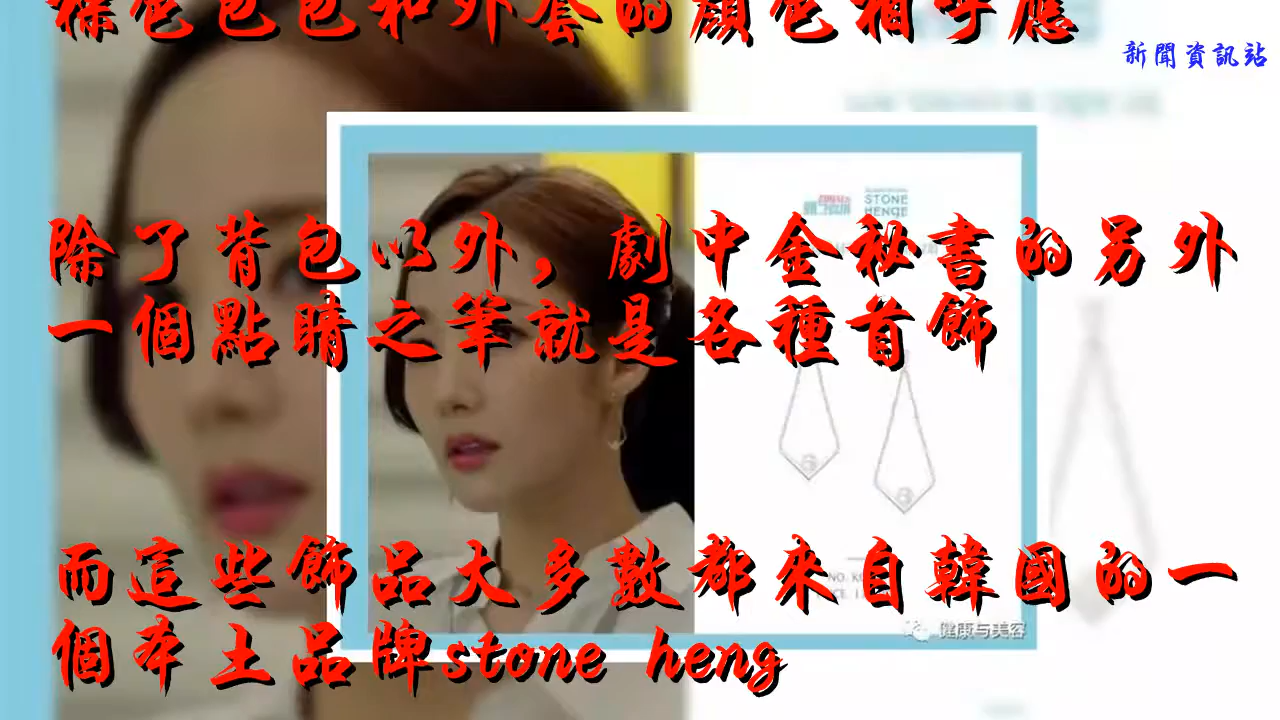 棕色包包和外套的顏色相呼應
新聞資訊站
STONE
HENGE
除了背包以外，劇中金秘書的另外
一個點睛之筆就是各種首飾
而這些飾品大多數都來自韓國的一
個本土品牌stone heng
健康与美容